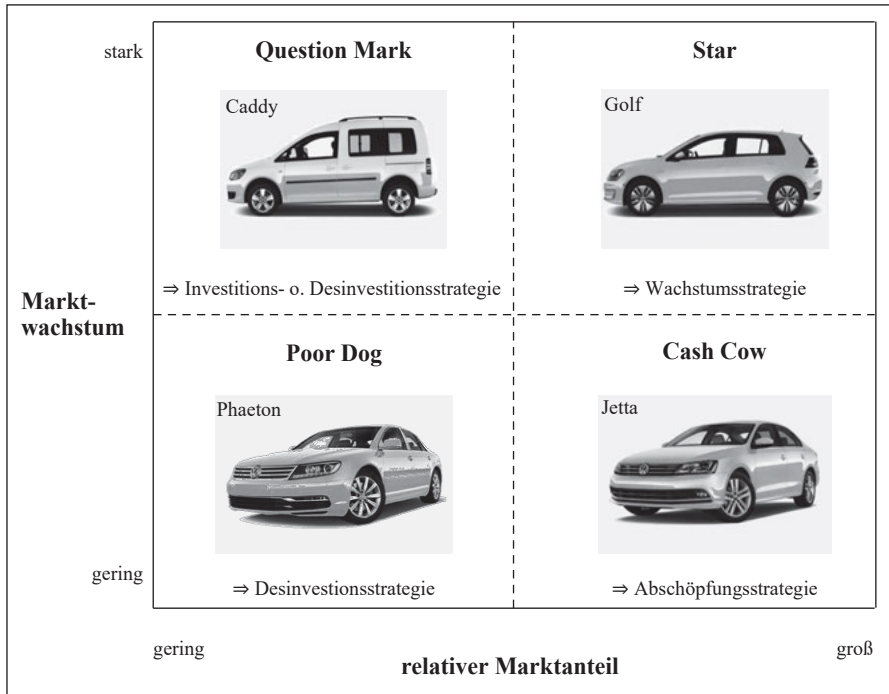 stark
Question Mark
Star
Caddy
Golf
⇒ Investitions- o. Desinvestitionsstrategie
⇒ Wachstumsstrategie
Markt-
wachstum
Poor Dog
Cash Cow
Phaeton
Jetta
gering
⇒ Desinvestionsstrategie
⇒ Abschöpfungsstrategie
gering
groß
relativer Marktanteil